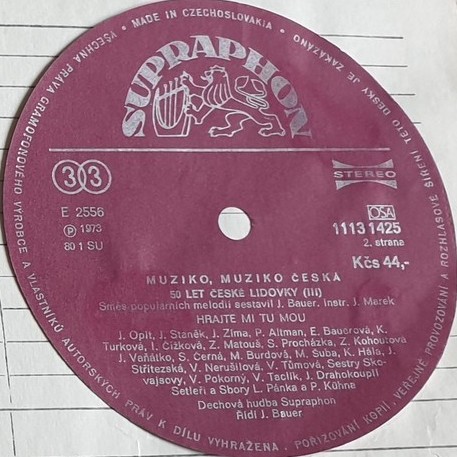 • MADE IN CZECHOSLOVAKIA •
VŠECHNA PRÁVA GRAMOFONOVÉHO VÝROBCE A VLASTNÍKŮ AUTORSKÝCH PRÁV K DÍLU VYHRAŽENA. POŘIZOVÁNÍ KOPIÍ, VEŘEJNÉ PROVOZOVÁNÍ A ROZHLASOVÉ ŠÍŘENÍ TÉTO DESKY JE ZAKÁZÁNO
SUPRAPHON
33
STEREO
E 2556
℗ 1973
80 1 SU
OSA
1113 1425
2. strana
Kčs 44,-
MUZIKO, MUZIKO ČESKÁ
50 LET ČESKÉ LIDOVKY (III)
Směs populárních melodií sestavil J. Bauer. Instr. J. Marek
HRAJTE MI TU MOU
J. Oplt, J. Staněk, J. Zíma, P. Altman, E. Bauerová, K.
Turková, I. Čížková, Z. Matouš, S. Procházka, Z. Kohoutová
J. Vaňátko, S. Černá, M. Burdová, M. Šuba, K. Hála, J.
Střítezská, V. Nerušilová, V. Tůmová, Sestry Sko-
vajsovy, V. Pokorný, V. Taclík, J. Drahokoupil
Setleři a Sbory L. Pánka a P. Kühna
Dechová hudba Supraphon
Řídí J. Bauer